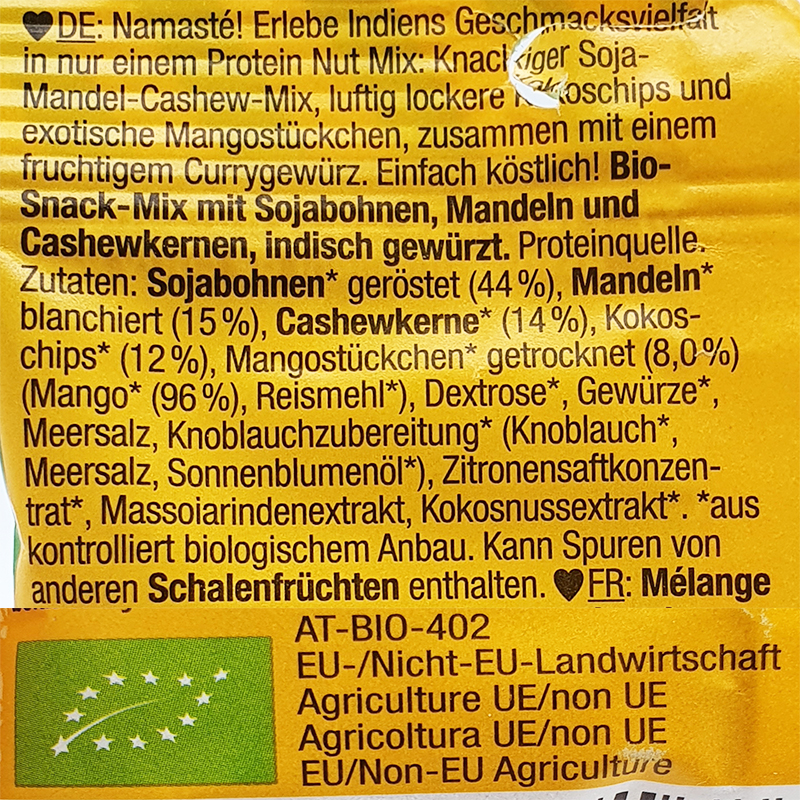 ♥DE: Namasté! Erlebe Indiens Geschmacksvielfalt
in nur einem Protein Nut Mix: Knackiger Soja-
Mandel-Cashew-Mix, luftig lockere Kokoschips und
exotische Mangostückchen, zusammen mit einem
fruchtigem Currygewürz. Einfach köstlich! Bio-
Snack-Mix mit Sojabohnen, Mandeln und
Cashewkernen, indisch gewürzt. Proteinquelle.
Zutaten: Sojabohnen* geröstet (44 %), Mandeln*
blanchiert (15 %), Cashewkerne* (14 %), Kokos-
chips* (12 %), Mangostückchen* getrocknet (8,0 %)
(Mango* (96 %), Reismehl*), Dextrose*, Gewürze*,
Meersalz, Knoblauchzubereitung* (Knoblauch*,
Meersalz, Sonnenblumenöl*), Zitronensaftkonzen-
trat*, Massoiarindenextrakt, Kokosnussextrakt*. *aus
kontrolliert biologischem Anbau. Kann Spuren von
anderen Schalenfrüchten enthalten. ♥FR: Mélange
AT-BIO-402
EU-/Nicht-EU-Landwirtschaft
Agriculture UE/non UE
Agricoltura UE/non UE
EU/Non-EU Agriculture